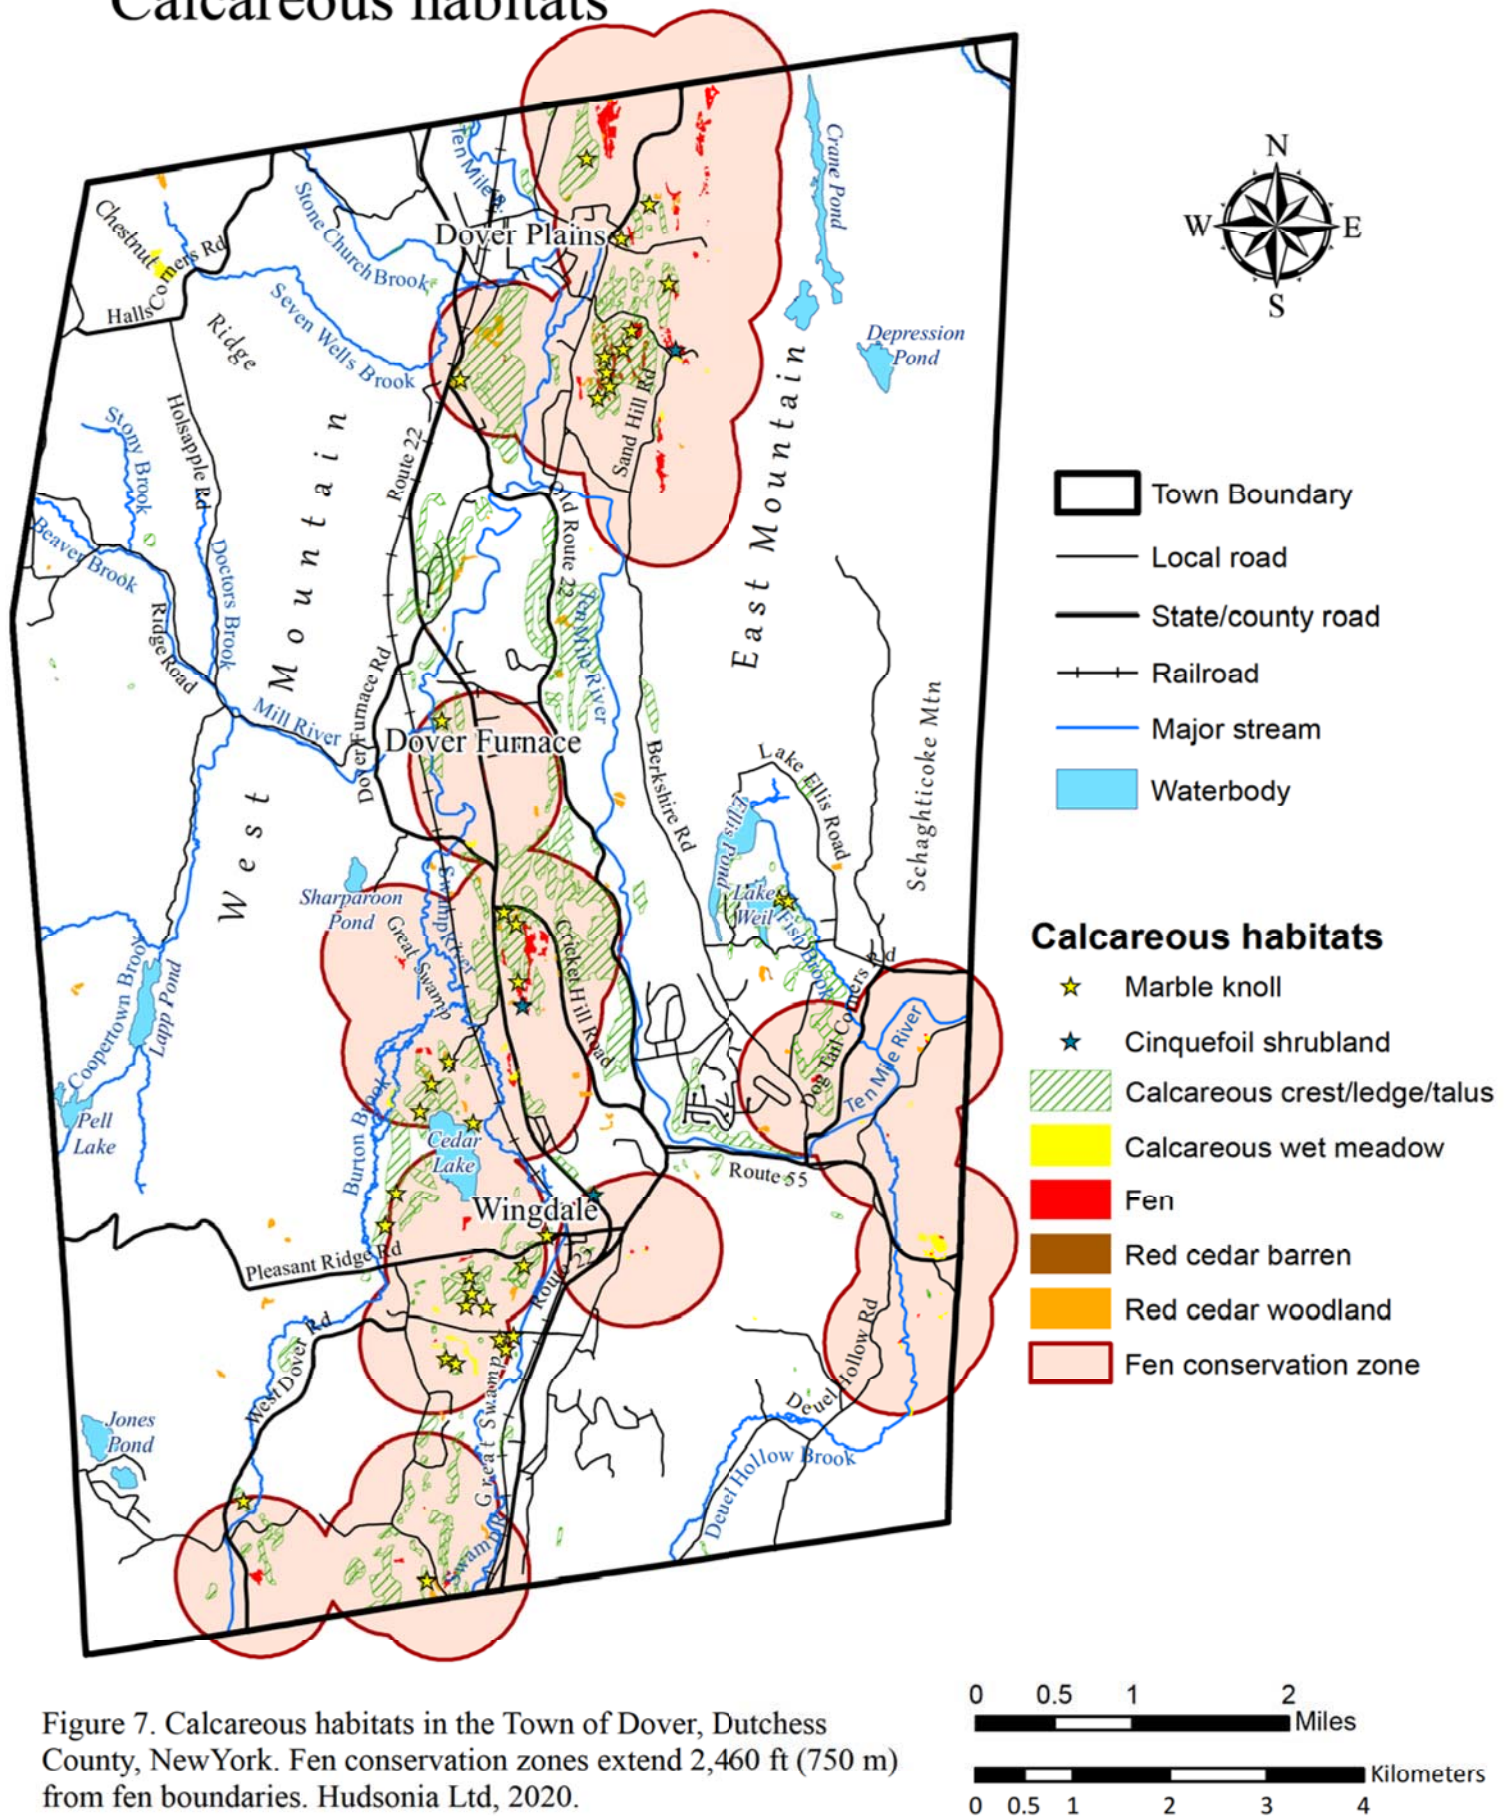 Calcareous habitats
N
W E
S
Crane Pond
Ten Mile R.
Dover Plains
Stone Church Brook
Chestnut
Ridge
Halls Corners Rd
Seven Wells Brook
Depression
Pond
Holsapple Rd
Stony Brook
Beaver Brook
Doctors Brook
Ridge Road
Mill River
West Mountain
Route 22
Sand Hill Rd
Old Route 22
Ten Mile River
East Mountain
Schaghticoke Mtn
Dover Furnace Rd
Dover Furnace
Berkshire Rd
Lake Ellis Road
Ellis Pond
Lake
Weil
Fish Brook
Sharparoon
Pond
Great Swamp
Swamp River
Cricket Hill Road
Dog Tail Corners Rd
Ten Mile River
Coopertown Brook
Lapp Pond
Pell
Lake
Burton Brook
Cedar
Lake
Route 55
Wingdale
Pleasant Ridge Rd
Route 22
West Dover Rd
Great Swamp
Jones
Pond
Swamp R
Deuel Hollow Rd
Deuel Hollow Brook
Town Boundary
Local road
State/county road
Railroad
Major stream
Waterbody
Calcareous habitats
Marble knoll
Cinquefoil shrubland
Calcareous crest/ledge/talus
Calcareous wet meadow
Fen
Red cedar barren
Red cedar woodland
Fen conservation zone
Figure 7. Calcareous habitats in the Town of Dover, Dutchess
County, NewYork. Fen conservation zones extend 2,460 ft (750 m)
from fen boundaries. Hudsonia Ltd, 2020.
0 0.5 1 2
Miles
Kilometers
0 0.5 1 2 3 4